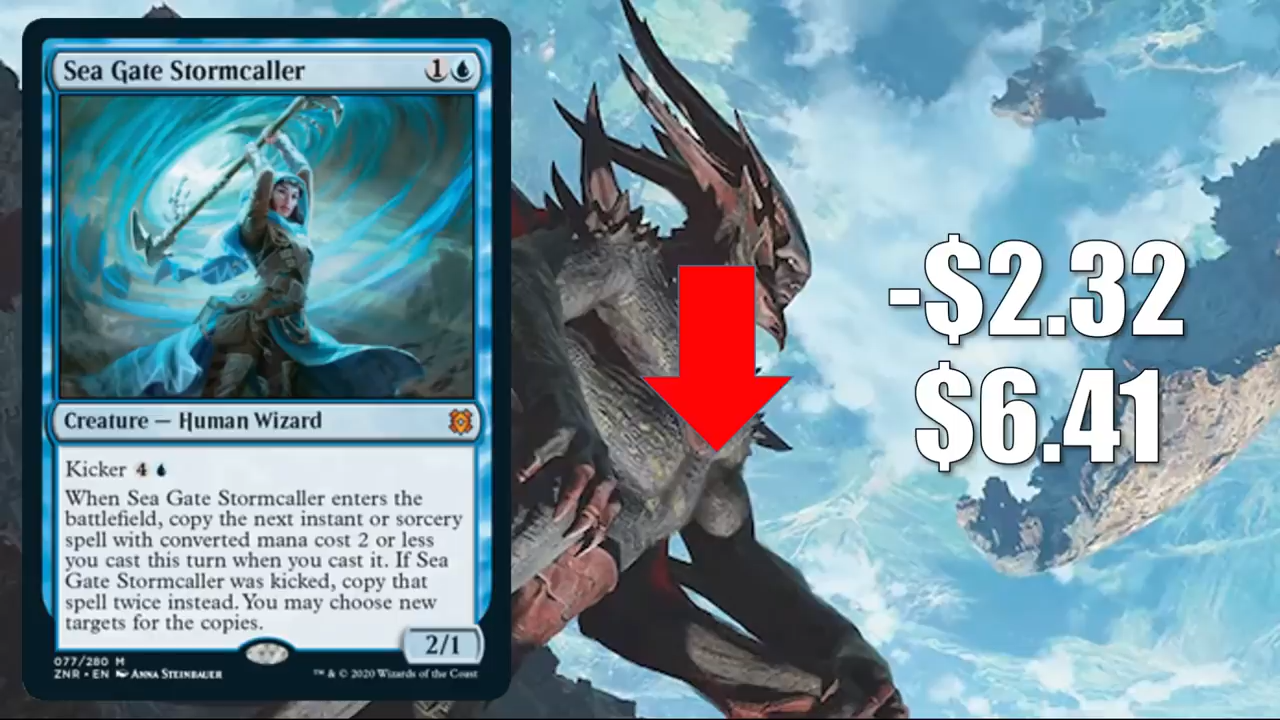 Sea Gate Stormcaller 1
Creature — Human Wizard
Kicker 4
When Sea Gate Stormcaller enters the
battlefield, copy the next instant or sorcery
spell with converted mana cost 2 or less
you cast this turn when you cast it. If Sea
Gate Stormcaller was kicked, copy that
spell twice instead. You may choose new
targets for the copies.
2/1
077/280 M
ZNR • EN Anna Steinbauer
™ & © 2020 Wizards of the Coast
-$2.32
$6.41